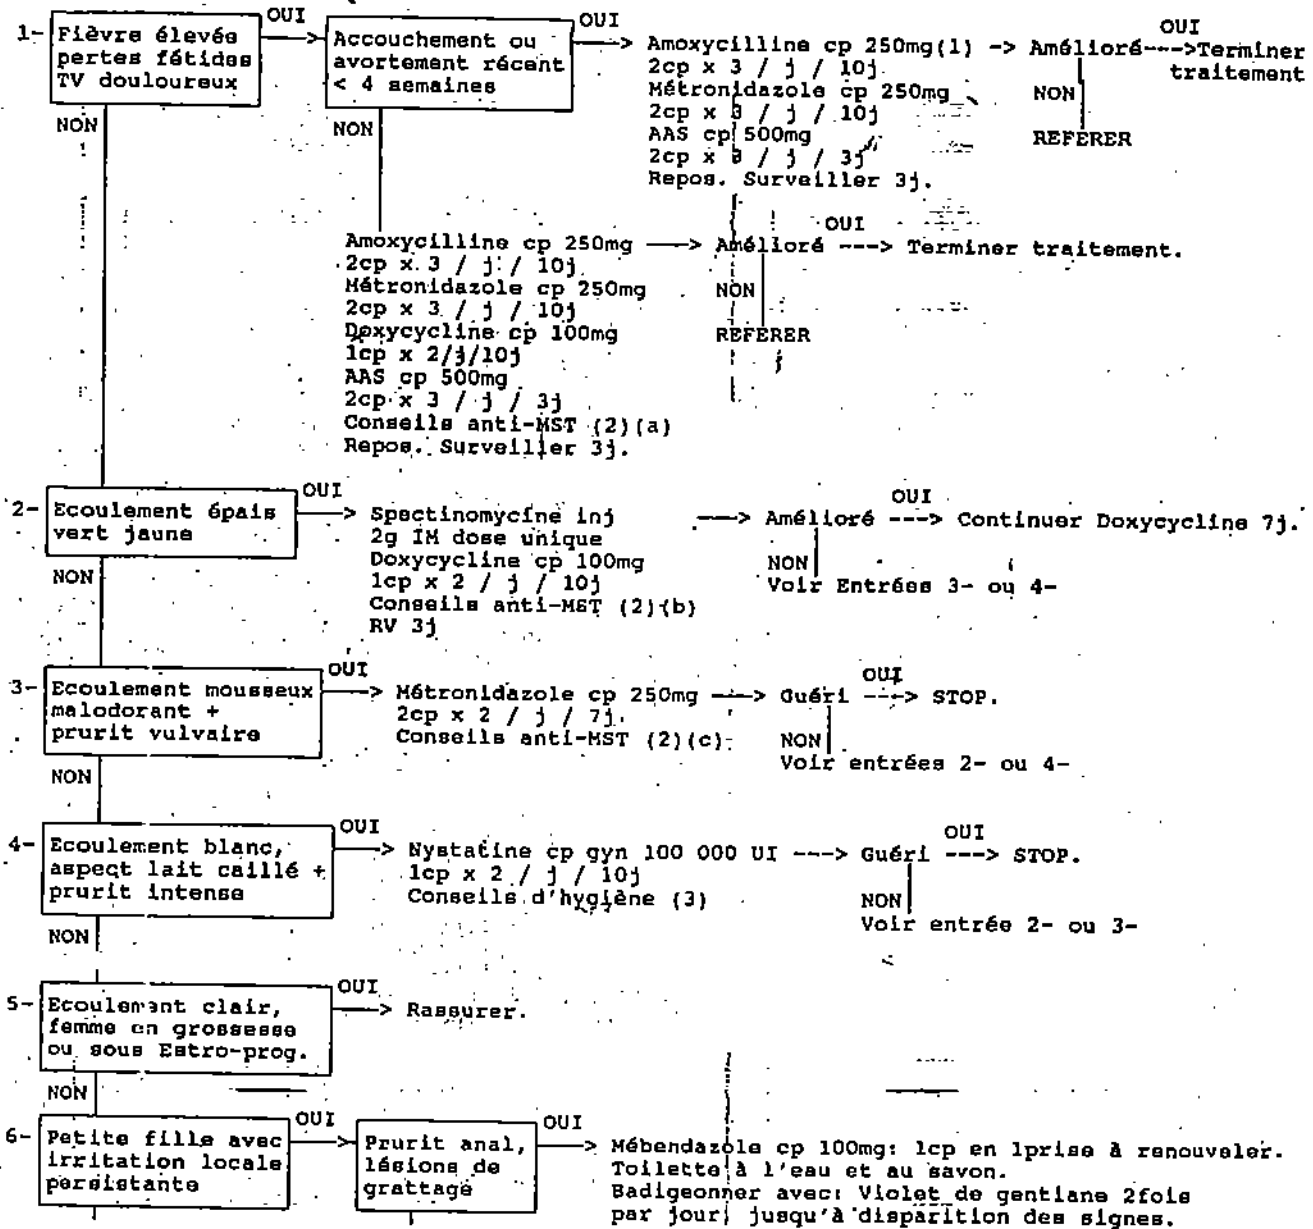 OUI OUI OUI
1- Fièvre élevés
pertes fétides
TV douloureux
Accouchement ou
avortement récent
< 4 semaines
Amoxycilline cp 250mg(1) -> Amélioré---->Terminer
traitement
2cp x 3 / j / 10j
Métronidazole cp 250mg
2cp x 3 / j / 10j
AAS cp 500mg
2cp x 3 / j / 3j
Repos. Surveiller 3j.
NON
REFERER
NON
NON
OUI
Amoxycilline cp 250mg ---> Amélioré ---> Terminer traitement.
2cp x 3 / j / 10j
Métronidazole cp 250mg
2cp x 3 / j / 10j
Doxycycline cp 100mg
1cp x 2/j/10j
AAS cp 500mg
2cp x 3 / j / 3j
Conseils anti-MST (2)(a)
Repos. Surveiller 3j.
NON
REFERER
OUI OUI
2- Ecoulement épais
vert jaune
Spectinomycine inj ---> Amélioré ---> Continuer Doxycycline 7j.
2g IM dose unique
Doxycycline cp 100mg
1cp x 2 / j / 10j
Conseils anti-MST (2)(b)
RV 3j
NON
Voir Entrées 3- ou 4-
NON
OUI OUI
3- Ecoulement mousseux
malodorant +
prurit vulvaire
Métronidazole cp 250mg ---> Guéri ---> STOP.
2cp x 2 / j / 7j.
Conseils anti-MST (2)(c)
NON
Voir entrées 2- ou 4-
NON
OUI OUI
4- Ecoulement blanc,
aspect lait caillé +
prurit intense
Nystatine cp gyn 100 000 UI ---> Guéri ---> STOP.
1cp x 2 / j / 10j
Conseils d'hygiène (3)
NON
Voir entrée 2- ou 3-
NON
OUI
5- Ecoulement clair,
femme en grossesse
ou sous Estro-prog.
Rassurer.
NON
OUI OUI
6- Petite fille avec
irritation locale
persistante
Prurit anal,
lésions de
grattage
Mébendazole cp 100mg: 1cp en 1prise à renouveler.
Toilette à l'eau et au savon.
Badigeonner avec: Violet de gentiane 2fois
par jour jusqu'à disparition des signes.